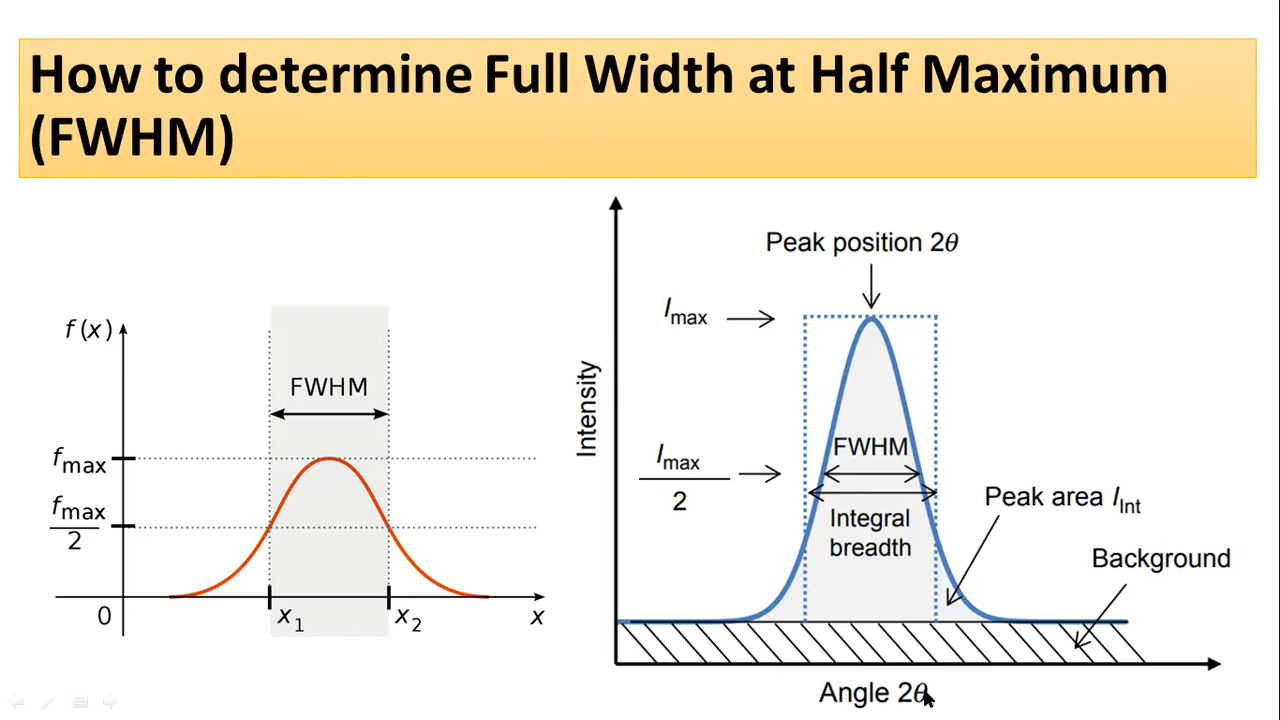 How to determine Full Width at Half Maximum
(FWHM)
f(x)
FWHM
fmax
fmax
2
0
x1
x2
x
Peak position 2θ
Imax
Intensity
Imax
2
FWHM
Integral
breadth
Peak area IInt
Background
Angle 2θ